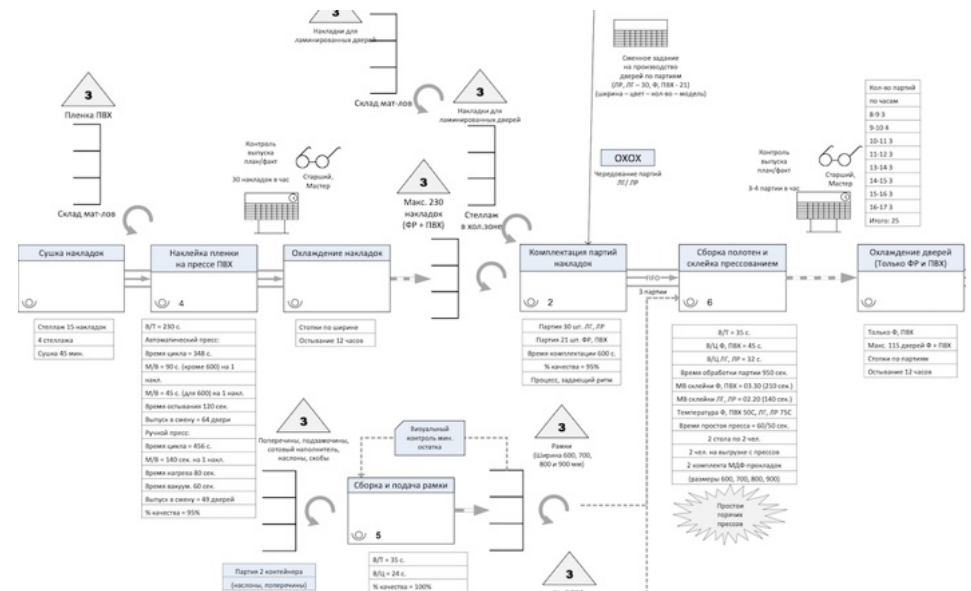 3
Накладки для
ламинированных дверей
Склад мат-лов
3
Пленка ПВХ
Склад мат-лов
3
Накладки для
ламинированных дверей
Стеллаж
в хол.зоне
Сменное задание
на производство
дверей по партиям
(ЛР, ЛГ – 30, Ф, ПВХ - 21)
(ширина – цвет – кол-во – модель)
Кол-во партий
по часам
8-9 3
9-10 4
10-11 3
11-12 3
13-14 3
14-15 3
15-16 3
16-17 3
Итого: 25
Контроль
выпуска
план/факт
30 накладок в час
Старший,
Мастер
3
Макс. 230
накладок
(ФР + ПВХ)
OXOX
Чередование партий
ЛГ/ ЛР
Контроль
выпуска
план/факт
3-4 партии в час
Старший,
Мастер
Сушка накладок
Стеллаж 15 накладок
4 стеллажа
Сушка 45 мин.
Наклейка пленки
на прессе ПВХ
4
В/Т = 230 с.
Автоматический пресс:
Время цикла = 348 с.
М/В = 90 с. (кроме 600) на 1
накл.
М/В = 45 с. (для 600) на 1 накл.
Время остывания 120 сек.
Выпуск в смену = 64 двери
Ручной пресс:
Время цикла = 456 с.
М/В = 140 сек. на 1 накл.
Время нагрева 80 сек.
Время вакуум. 60 сек.
Выпуск в смену = 49 дверей
% качества = 95%
Охлаждение накладок
Стопки по ширине
Остывание 12 часов
Комплектация партий
накладок
2
Партия 30 шт. ЛГ, ЛР
Партия 21 шт. ФР, ПВХ
Время комплектации 600 с.
% качества = 95%
Процесс, задающий ритм
FIFO
3 партии
Сборка полотен и
склейка прессованием
6
В/Т = 35 с.
В/Ц Ф, ПВХ = 45 с.
В/Ц ЛГ, ЛР = 32 с.
Время обработки партии 950 сек.
МВ склейки Ф, ПВХ = 03.30 (210 сек.)
МВ склейки ЛГ, ЛР = 02.20 (140 сек.)
Температура Ф, ПВХ 50С, ЛГ, ЛР 75С
Время простоя пресса = 60/50 сек.
2 стола по 2 чел.
2 чел. на выгрузке с прессов
2 комплекта МДФ-прокладок
(размеры 600, 700, 800, 900)
Простои
горячих
прессов
Охлаждение дверей
(Только ФР и ПВХ)
Только Ф, ПВХ
Макс. 115 дверей Ф + ПВХ
Стопки по партиям
Остывание 12 часов
3
Поперечины, подзамочины,
сотовый наполнитель,
наслоны, скобы
Партия 2 контейнера
(наслоны, поперечины)
Визуальный
контроль мин.
остатка
Сборка и подача рамки
5
В/Т = 35 с.
В/Ц = 24 с.
% качества = 100%
3
Рамки
(Ширина 600, 700,
800 и 900 мм)
3